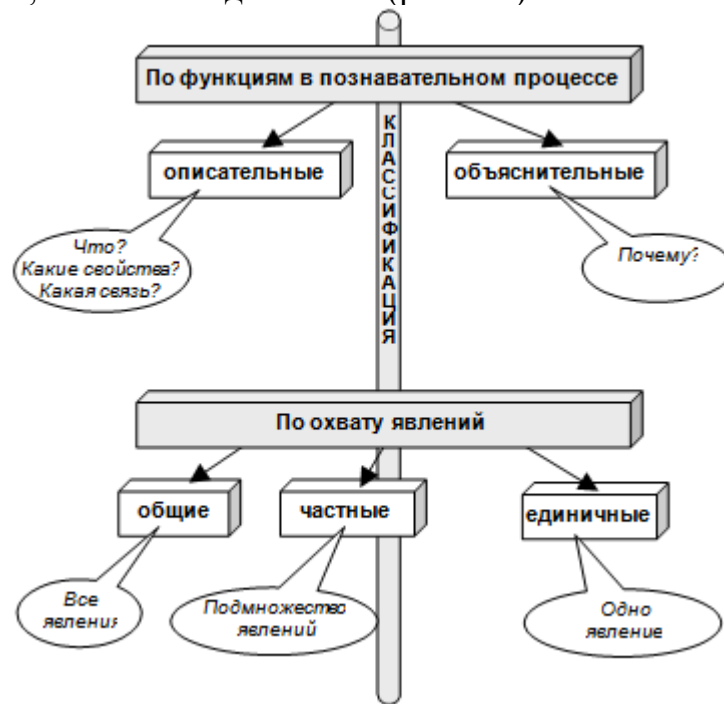 По функциям в познавательном процессе
КЛАССИФИКАЦИЯ
описательные
объяснительные
Что?
Какие свойства?
Какая связь?
Почему?
По охвату явлений
общие
частные
единичные
Все
явления
Подмножество
явлений
Одно
явление